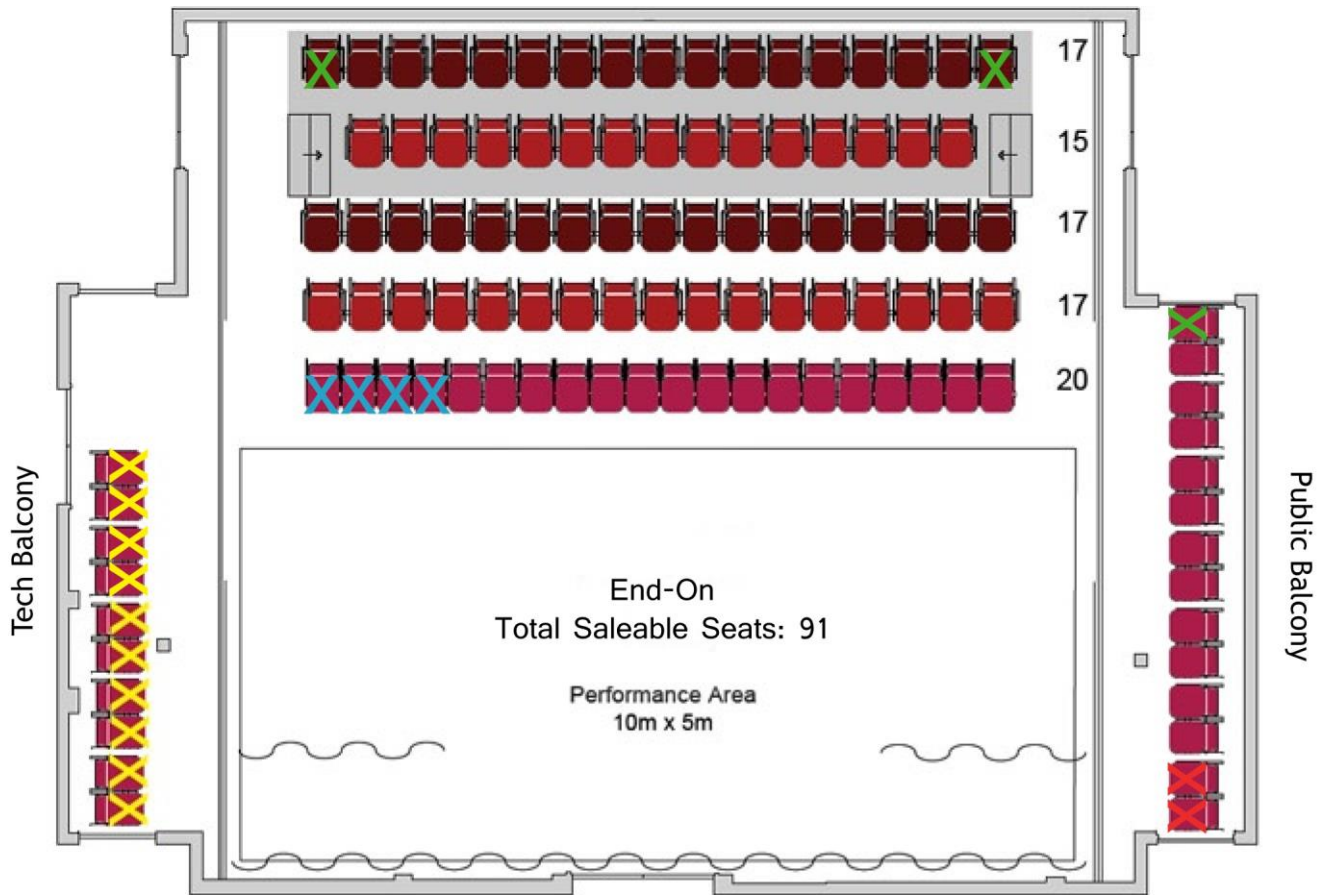 17
15
17
17
20
Tech Balcony
Public Balcony
End-On
Total Saleable Seats: 91
Performance Area
10m x 5m